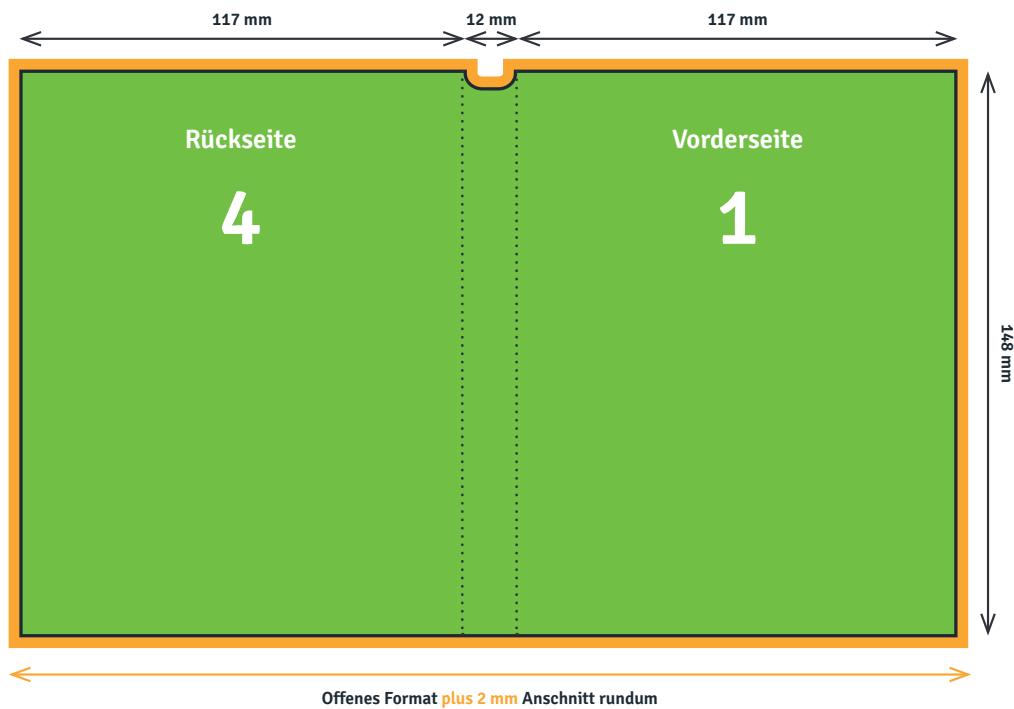 117 mm
12 mm
117 mm
Rückseite
Vorderseite
4
1
148 mm
Offenes Format plus 2 mm Anschnitt rundum